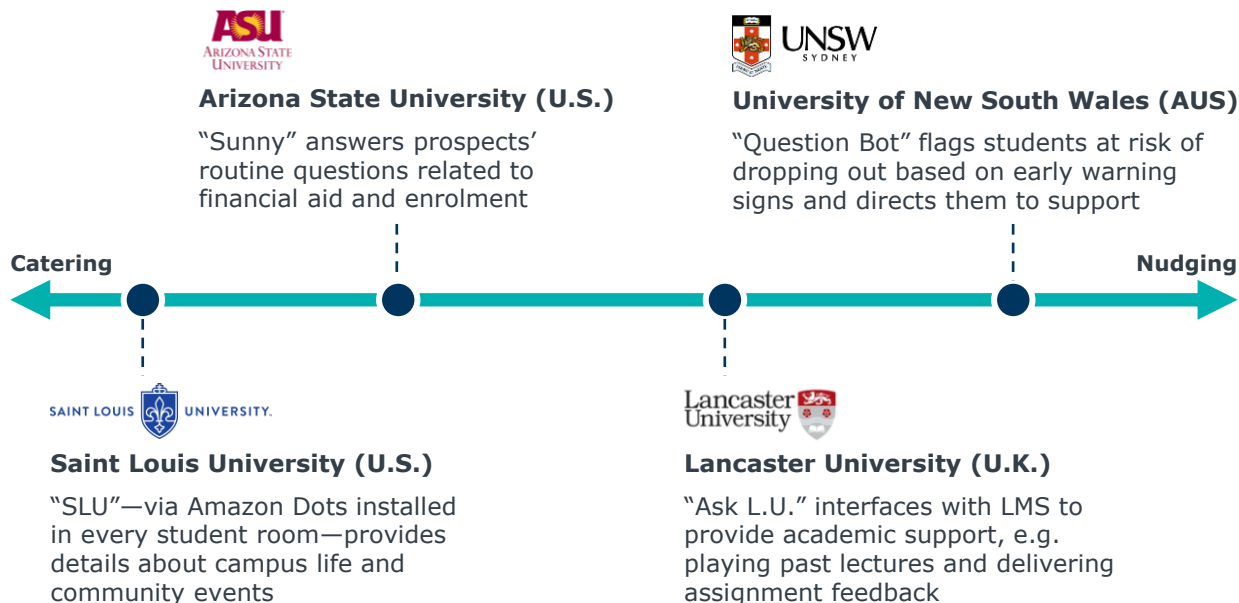 ASU
ARIZONA STATE
UNIVERSITY
Arizona State University (U.S.)
“Sunny” answers prospects’
routine questions related to
financial aid and enrolment
UNSW
SYDNEY
University of New South Wales (AUS)
“Question Bot” flags students at risk of
dropping out based on early warning
signs and directs them to support
Catering
Nudging
SAINT LOUIS UNIVERSITY.
Saint Louis University (U.S.)
“SLU”—via Amazon Dots installed
in every student room—provides
details about campus life and
community events
Lancaster
University
Lancaster University (U.K.)
“Ask L.U.” interfaces with LMS to
provide academic support, e.g.
playing past lectures and delivering
assignment feedback